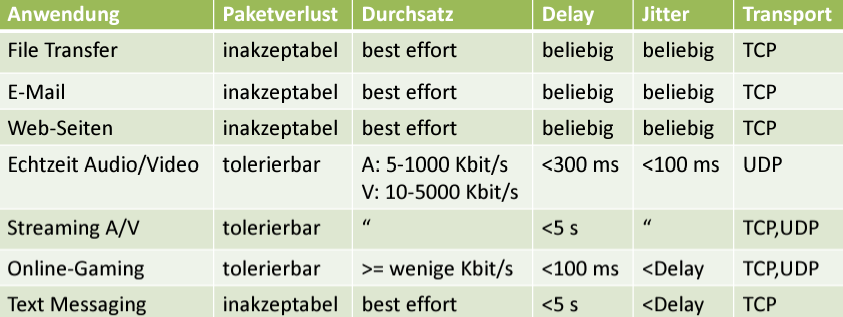 Anwendung Paketverlust Durchsatz Delay Jitter Transport
File Transfer inakzeptabel best effort beliebig beliebig TCP
E-Mail inakzeptabel best effort beliebig beliebig TCP
Web-Seiten inakzeptabel best effort beliebig beliebig TCP
Echtzeit Audio/Video tolerierbar A: 5-1000 Kbit/s <300 ms <100 ms UDP
V: 10-5000 Kbit/s
Streaming A/V tolerierbar “ <5 s “ TCP,UDP
Online-Gaming tolerierbar >= wenige Kbit/s <100 ms <Delay TCP,UDP
Text Messaging inakzeptabel best effort <5 s <Delay TCP